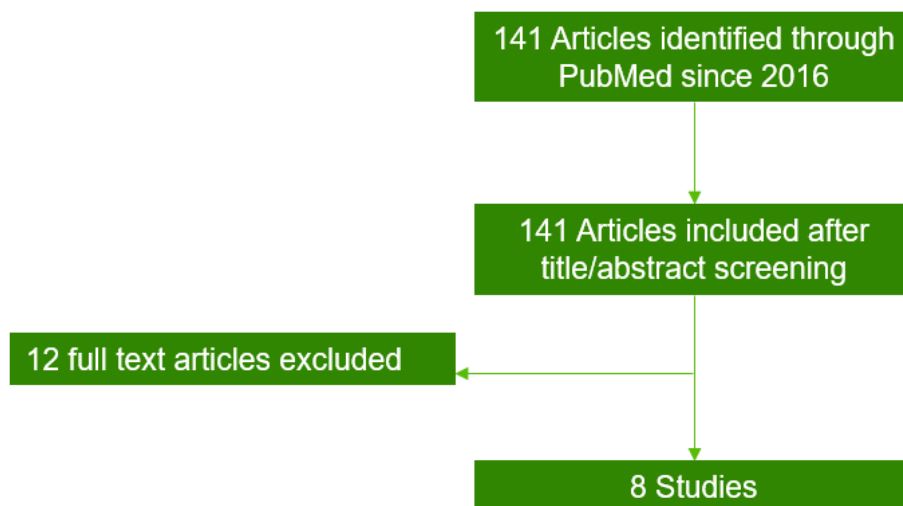 141 Articles identified through
PubMed since 2016
141 Articles included after
title/abstract screening
12 full text articles excluded
8 Studies